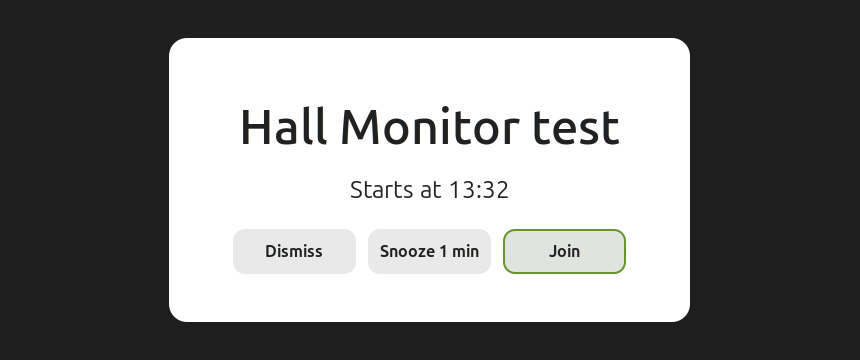 Hall Monitor test
Starts at 13:32
Dismiss
Snooze 1 min
Join